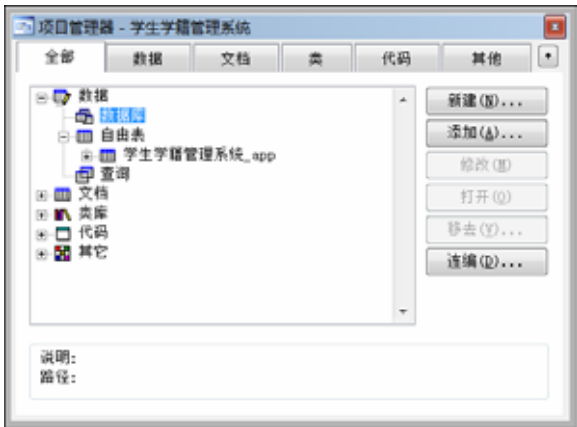 项目管理器 - 学生学籍管理系统
全部 数据 文档 类 代码 其他
数据
数据库
自由表
学生学籍管理系统_app
查询
文档
类库
代码
其它
新建(N)...
添加(A)...
修改(M)
打开(O)
移去(V)...
连编(D)...
说明:
路径: